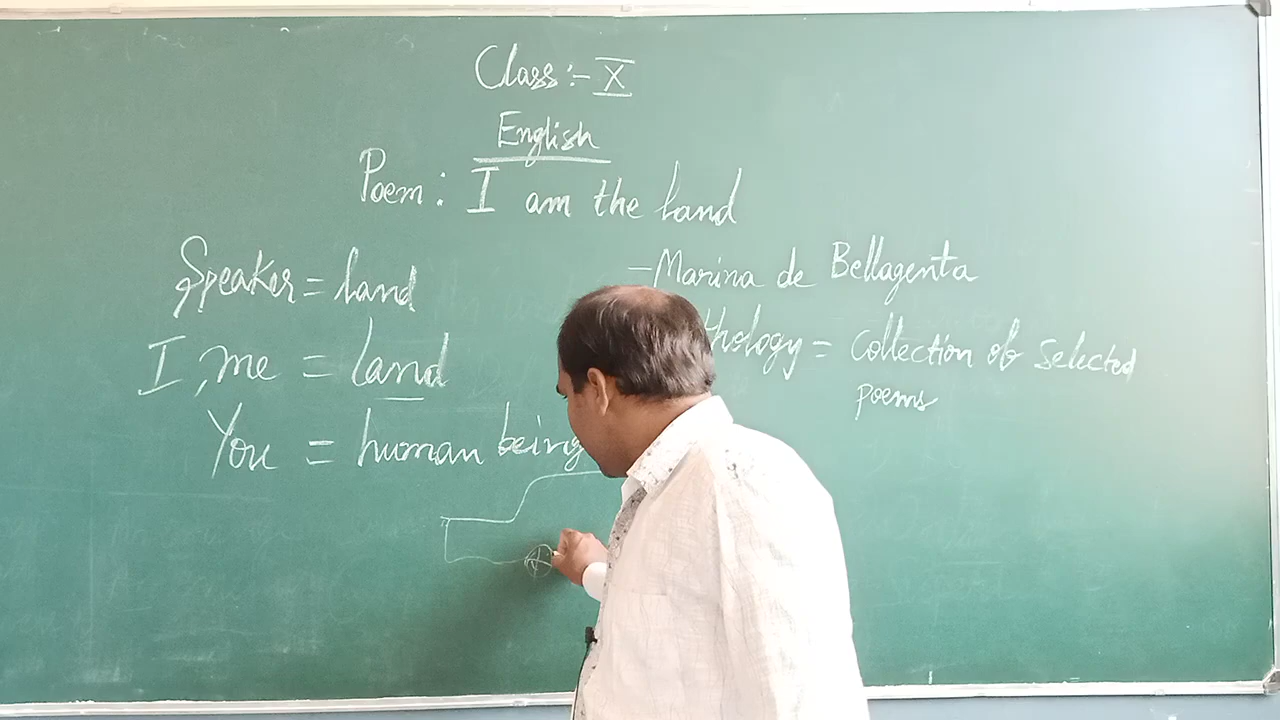 Class :- X
English
Poem : I am the land
Speaker = land
- Marina de Bellagenta
I, me = land
thology = Collection of selected
poems
You = human being